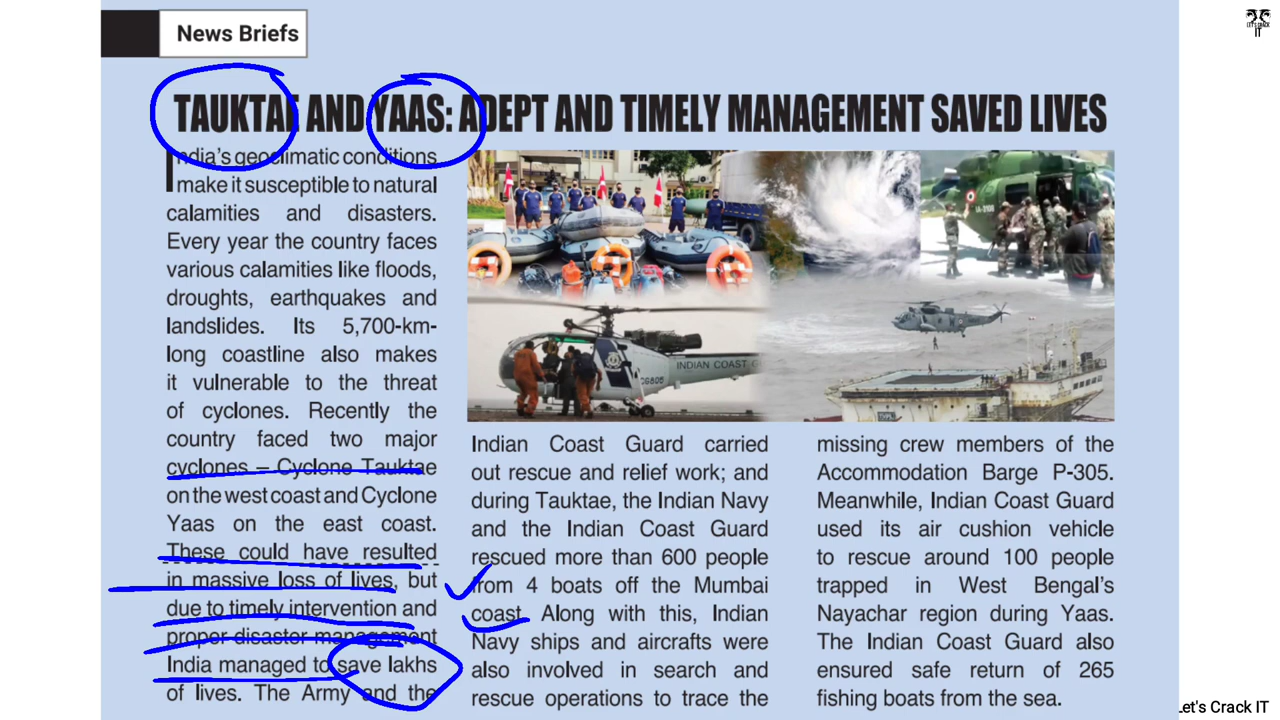 News Briefs
LET'S CRACK
IT
TAUKTAE AND YAAS: ADEPT AND TIMELY MANAGEMENT SAVED LIVES
India's geoclimatic conditions
make it susceptible to natural
calamities and disasters.
Every year the country faces
various calamities like floods,
droughts, earthquakes and
landslides. Its 5,700-km-
long coastline also makes
it vulnerable to the threat
of cyclones. Recently the
country faced two major
cyclones – Cyclone Tauktae
on the west coast and Cyclone
Yaas on the east coast.
These could have resulted
in massive loss of lives, but
due to timely intervention and
proper disaster management
India managed to save lakhs
of lives. The Army and the
INDIAN COAST G
CG805
Indian Coast Guard carried
out rescue and relief work; and
during Tauktae, the Indian Navy
and the Indian Coast Guard
rescued more than 600 people
from 4 boats off the Mumbai
coast. Along with this, Indian
Navy ships and aircrafts were
also involved in search and
rescue operations to trace the
missing crew members of the
Accommodation Barge P-305.
Meanwhile, Indian Coast Guard
used its air cushion vehicle
to rescue around 100 people
trapped in West Bengal's
Nayachar region during Yaas.
The Indian Coast Guard also
ensured safe return of 265
fishing boats from the sea.
Let's Crack IT